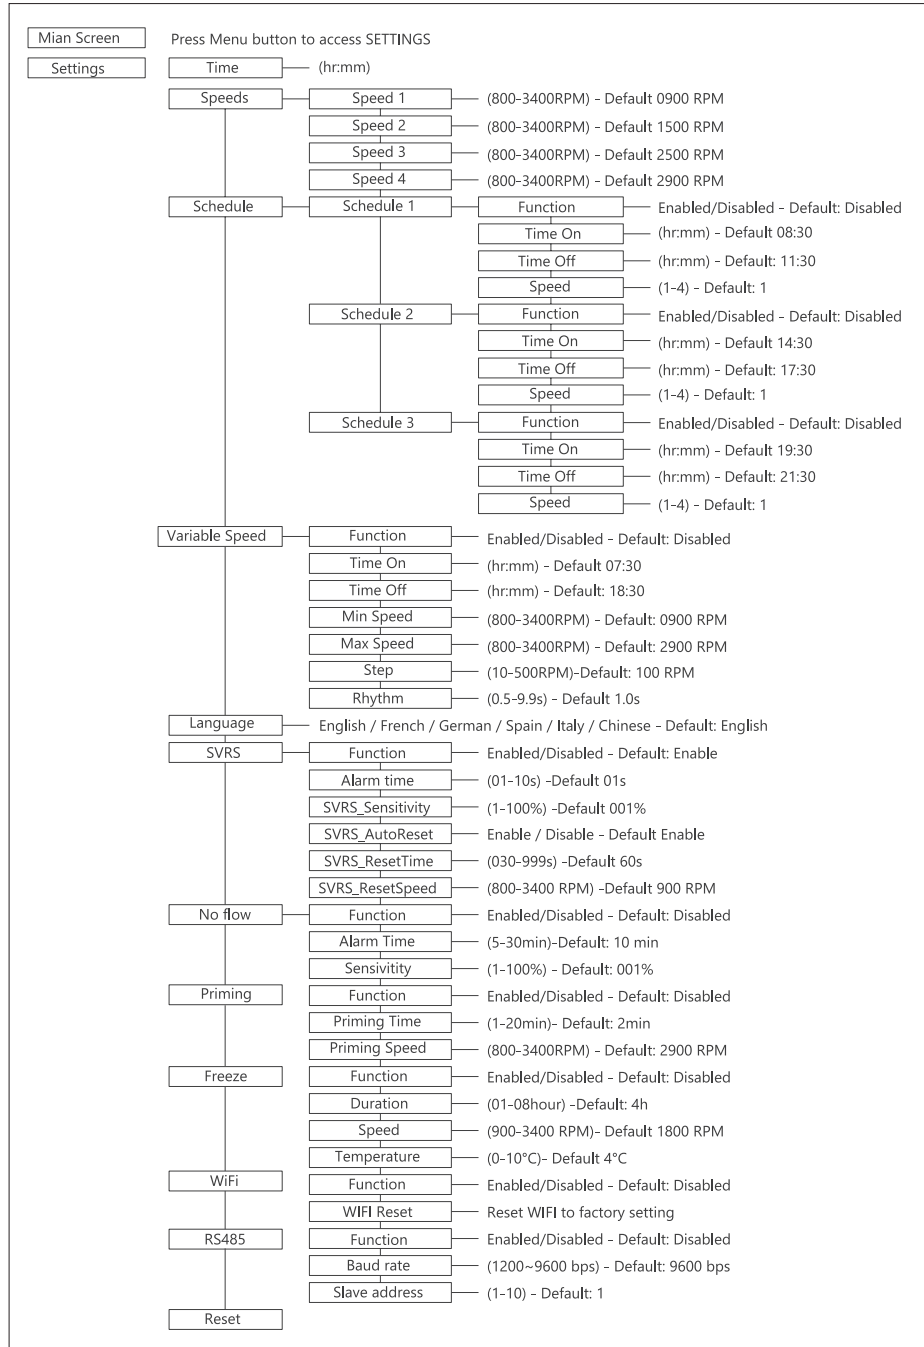 Mian Screen Press Menu button to access SETTINGS
Settings Time (hr:mm)
Speeds Speed 1 (800-3400RPM) - Default 0900 RPM
Speed 2 (800-3400RPM) - Default 1500 RPM
Speed 3 (800-3400RPM) - Default 2500 RPM
Speed 4 (800-3400RPM) - Default 2900 RPM
Schedule Schedule 1 Function Enabled/Disabled - Default: Disabled
Time On (hr:mm) - Default 08:30
Time Off (hr:mm) - Default: 11:30
Speed (1-4) - Default: 1
Schedule 2 Function Enabled/Disabled - Default: Disabled
Time On (hr:mm) - Default 14:30
Time Off (hr:mm) - Default: 17:30
Speed (1-4) - Default: 1
Schedule 3 Function Enabled/Disabled - Default: Disabled
Time On (hr:mm) - Default 19:30
Time Off (hr:mm) - Default: 21:30
Speed (1-4) - Default: 1
Variable Speed Function Enabled/Disabled - Default: Disabled
Time On (hr:mm) - Default 07:30
Time Off (hr:mm) - Default: 18:30
Min Speed (800-3400RPM) - Default: 0900 RPM
Max Speed (800-3400RPM) - Default: 2900 RPM
Step (10-500RPM)-Default: 100 RPM
Rhythm (0.5-9.9s) - Default 1.0s
Language English / French / German / Spain / Italy / Chinese - Default: English
SVRS Function Enabled/Disabled - Default: Enable
Alarm time (01-10s) -Default 01s
SVRS_Sensitivity (1-100%) -Default 001%
SVRS_AutoReset Enable / Disable - Default Enable
SVRS_ResetTime (030-999s) -Default 60s
SVRS_ResetSpeed (800-3400 RPM) -Default 900 RPM
No flow Function Enabled/Disabled - Default: Disabled
Alarm Time (5-30min)-Default: 10 min
Sensivitity (1-100%) - Default: 001%
Priming Function Enabled/Disabled - Default: Disabled
Priming Time (1-20min)- Default: 2min
Priming Speed (800-3400RPM) - Default: 2900 RPM
Freeze Function Enabled/Disabled - Default: Disabled
Duration (01-08hour) -Default: 4h
Speed (900-3400 RPM)- Default 1800 RPM
Temperature (0-10°C)- Default 4°C
WiFi Function Enabled/Disabled - Default: Disabled
WIFI Reset Reset WIFI to factory setting
RS485 Function Enabled/Disabled - Default: Disabled
Baud rate (1200~9600 bps) - Default: 9600 bps
Slave address (1-10) - Default: 1
Reset